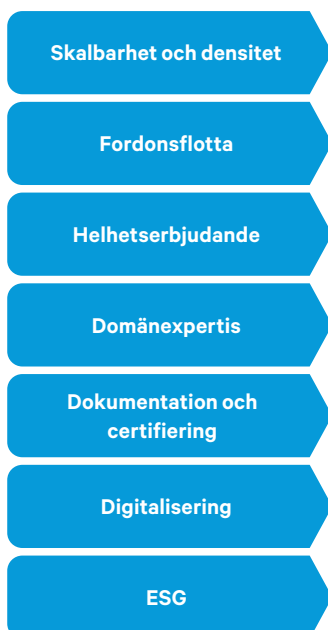 Skalbarhet och densitet
Fordonsflotta
Helhetserbjudande
Domänexpertis
Dokumentation och
certifiering
Digitalisering
ESG